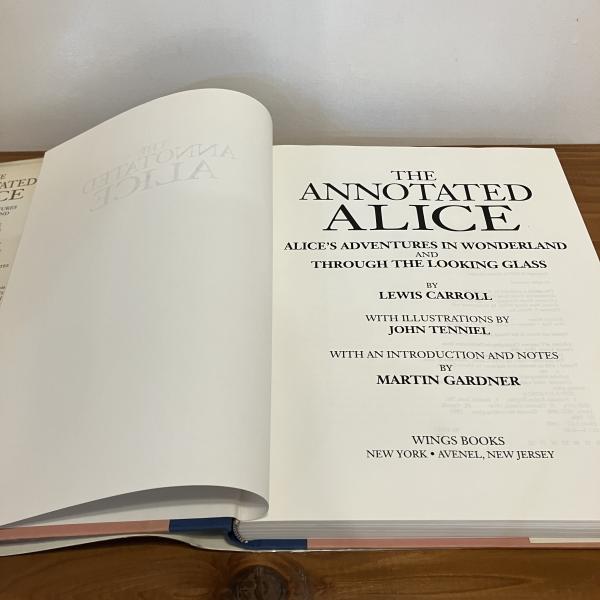 THE
ANNOTATED
ALICE
ALICE'S ADVENTURES IN WONDERLAND
AND
THROUGH THE LOOKING GLASS
BY
LEWIS CARROLL
WITH ILLUSTRATIONS BY
JOHN TENNIEL
WITH AN INTRODUCTION AND NOTES
BY
MARTIN GARDNER
WINGS BOOKS
NEW YORK • AVENEL, NEW JERSEY